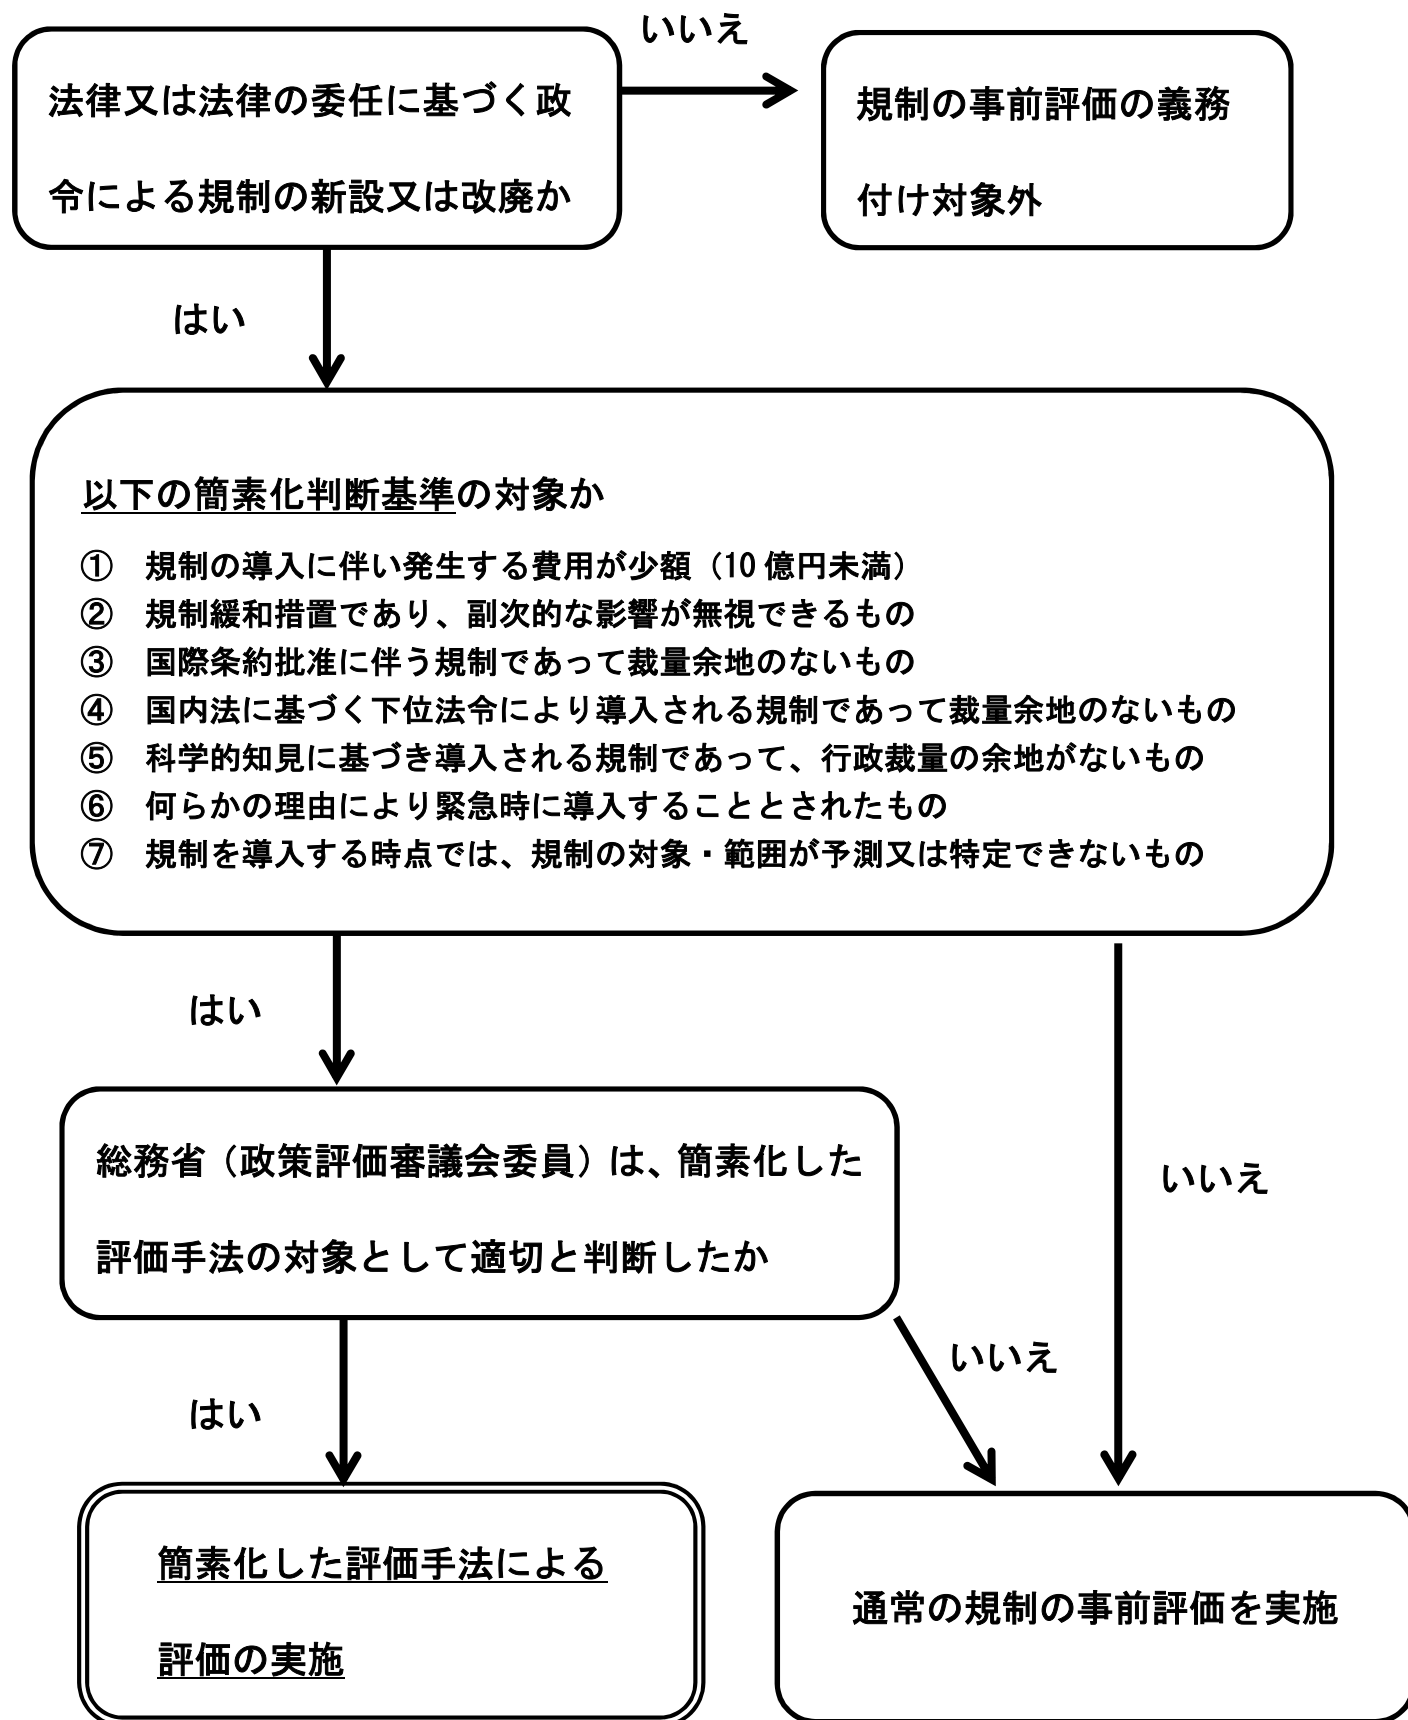 いいえ
法律又は法律の委任に基づく政
令による規制の新設又は改廃か
規制の事前評価の義務
付け対象外
はい
以下の簡素化判断基準の対象か
① 規制の導入に伴い発生する費用が少額（10億円未満）
② 規制緩和措置であり、副次的な影響が無視できるもの
③ 国際条約批准に伴う規制であって裁量余地のないもの
④ 国内法に基づく下位法令により導入される規制であって裁量余地のないもの
⑤ 科学的知見に基づき導入される規制であって、行政裁量の余地がないもの
⑥ 何らかの理由により緊急時に導入することとされたもの
⑦ 規制を導入する時点では、規制の対象・範囲が予測又は特定できないもの
はい
総務省（政策評価審議会委員）は、簡素化した
評価手法の対象として適切と判断したか
いいえ
いいえ
はい
簡素化した評価手法による
評価の実施
通常の規制の事前評価を実施